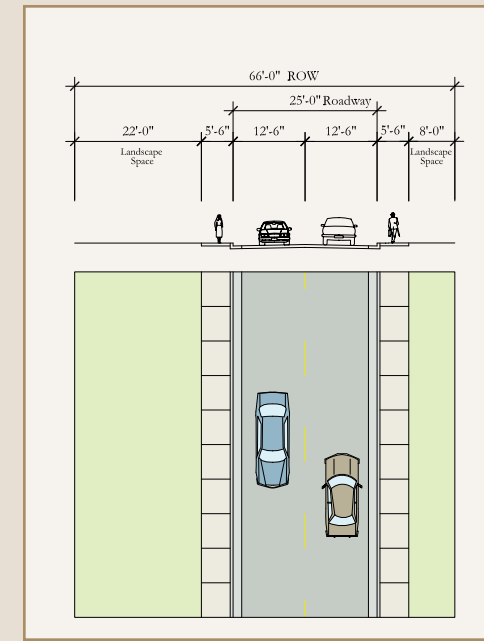 66'-0" ROW
25'-0" Roadway
22'-0" 5'-6" 12'-6" 12'-6" 5'-6" 8'-0"
Landscape Space
Landscape Space